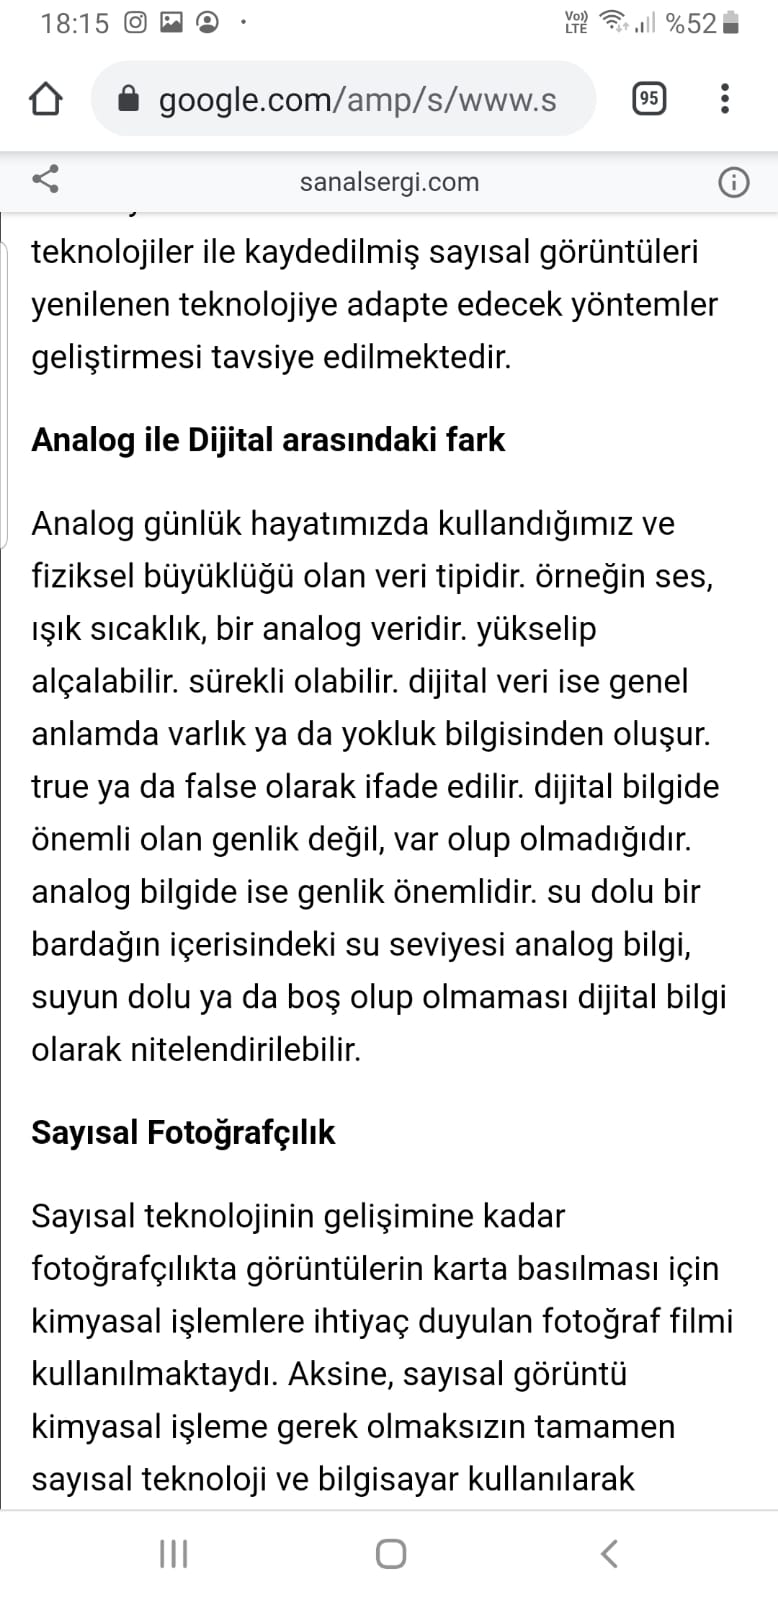 18:15
Vo)) LTE %52
google.com/amp/s/www.s
95
sanalsergi.com
teknolojiler ile kaydedilmiş sayısal görüntüleri
yenilenen teknolojiye adapte edecek yöntemler
geliştirmesi tavsiye edilmektedir.
Analog ile Dijital arasındaki fark
Analog günlük hayatımızda kullandığımız ve
fiziksel büyüklüğü olan veri tipidir. örneğin ses,
ışık sıcaklık, bir analog veridir. yükselip
alçalabilir. sürekli olabilir. dijital veri ise genel
anlamda varlık ya da yokluk bilgisinden oluşur.
true ya da false olarak ifade edilir. dijital bilgide
önemli olan genlik değil, var olup olmadığıdır.
analog bilgide ise genlik önemlidir. su dolu bir
bardağın içerisindeki su seviyesi analog bilgi,
suyun dolu ya da boş olup olmaması dijital bilgi
olarak nitelendirilebilir.
Sayısal Fotoğrafçılık
Sayısal teknolojinin gelişimine kadar
fotoğrafçılıkta görüntülerin karta basılması için
kimyasal işlemlere ihtiyaç duyulan fotoğraf filmi
kullanılmaktaydı. Aksine, sayısal görüntü
kimyasal işleme gerek olmaksızın tamamen
sayısal teknoloji ve bilgisayar kullanılarak